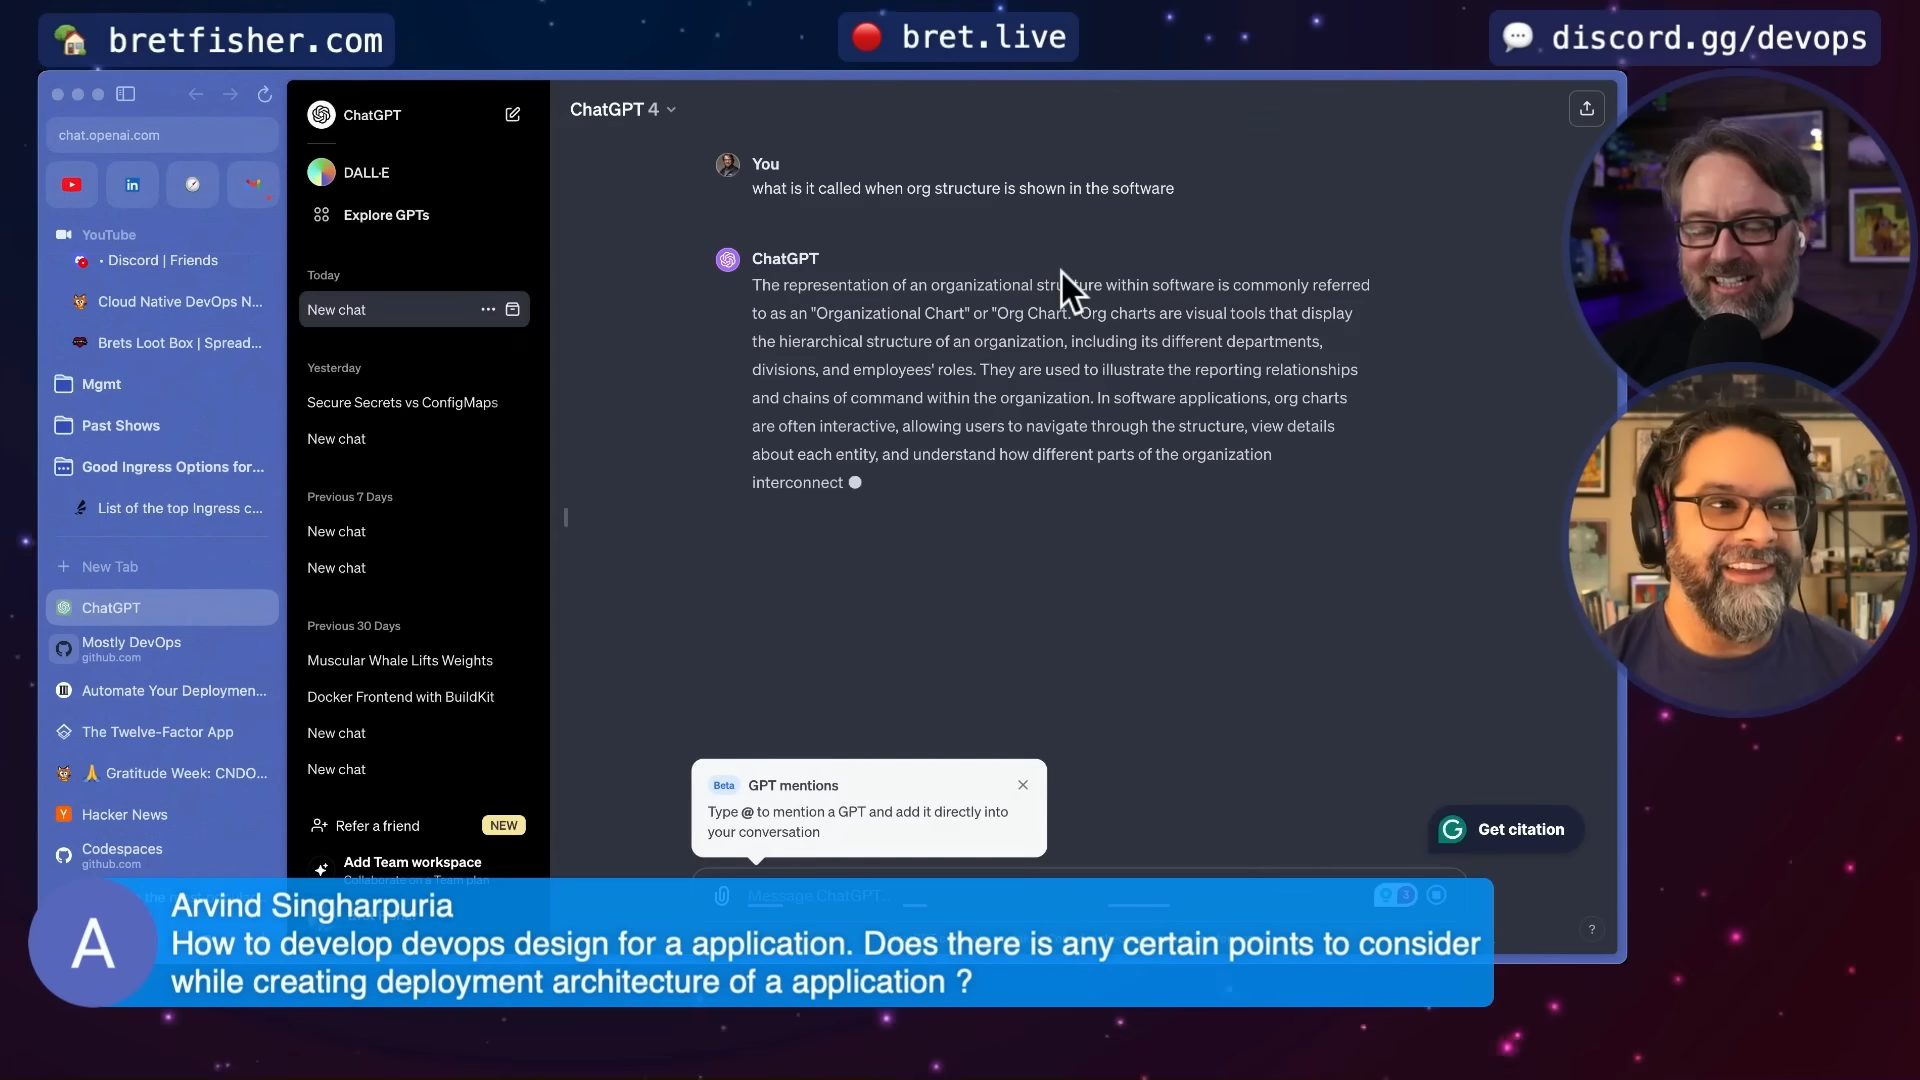 bretfisher.com
bret.live
discord.gg/devops
chat.openai.com
YouTube
• Discord | Friends
Cloud Native DevOps N...
Brets Loot Box | Spread...
Mgmt
Past Shows
Good Ingress Options for...
List of the top Ingress c...
+ New Tab
ChatGPT
Mostly DevOps
github.com
Automate Your Deploymen...
The Twelve-Factor App
🙏 Gratitude Week: CNDO...
Hacker News
Codespaces
github.com
ChatGPT
DALL·E
Explore GPTs
Today
New chat
Yesterday
Secure Secrets vs ConfigMaps
New chat
Previous 7 Days
New chat
New chat
Previous 30 Days
Muscular Whale Lifts Weights
Docker Frontend with BuildKit
New chat
New chat
Refer a friend
NEW
Add Team workspace
Collaborate on a Team plan
ChatGPT 4
You
what is it called when org structure is shown in the software
ChatGPT
The representation of an organizational structure within software is commonly referred
to as an "Organizational Chart" or "Org Chart." Org charts are visual tools that display
the hierarchical structure of an organization, including its different departments,
divisions, and employees' roles. They are used to illustrate the reporting relationships
and chains of command within the organization. In software applications, org charts
are often interactive, allowing users to navigate through the structure, view details
about each entity, and understand how different parts of the organization
interconnect
Beta GPT mentions
Type @ to mention a GPT and add it directly into
your conversation
Get citation
Message ChatGPT...
3
?
A
Arvind Singharpuria
How to develop devops design for a application. Does there is any certain points to consider
while creating deployment architecture of a application ?